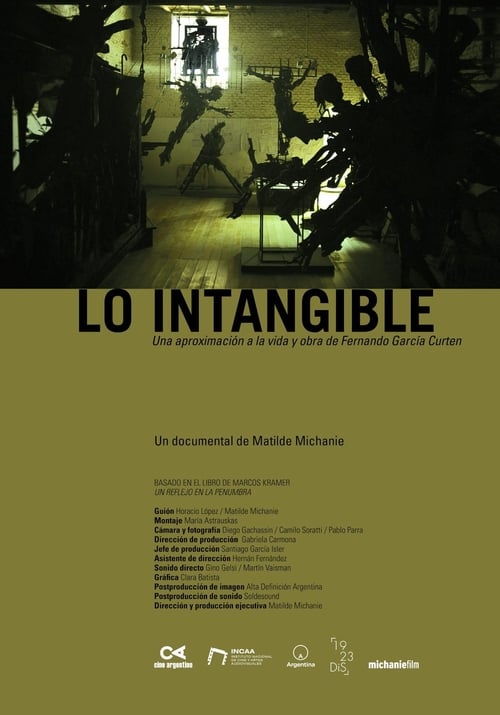 LO INTANGIBLE
Una aproximación a la vida y obra de Fernando García Curten
Un documental de Matilde Michanie
BASADO EN EL LIBRO DE MARCOS KRAMER
UN REFLEJO EN LA PENUMBRA
Guión Horacio López / Matilde Michanie
Montaje María Astrauskas
Cámara y fotografía Diego Gachassin / Camilo Soratti / Pablo Parra
Dirección de producción Gabriela Carmona
Jefe de producción Santiago García Isler
Asistente de dirección Hernán Fernández
Sonido directo Gino Gelsi / Martín Vaisman
Gráfica Clara Batista
Postproducción de imagen Alta Definición Argentina
Postproducción de sonido Soldesound
Dirección y producción ejecutiva Matilde Michanie
CA
cine argentino
INCAA
INSTITUTO NACIONAL
DE CINE Y ARTES
AUDIOVISUALES
Argentina
19
23
DiS
michaniefilm